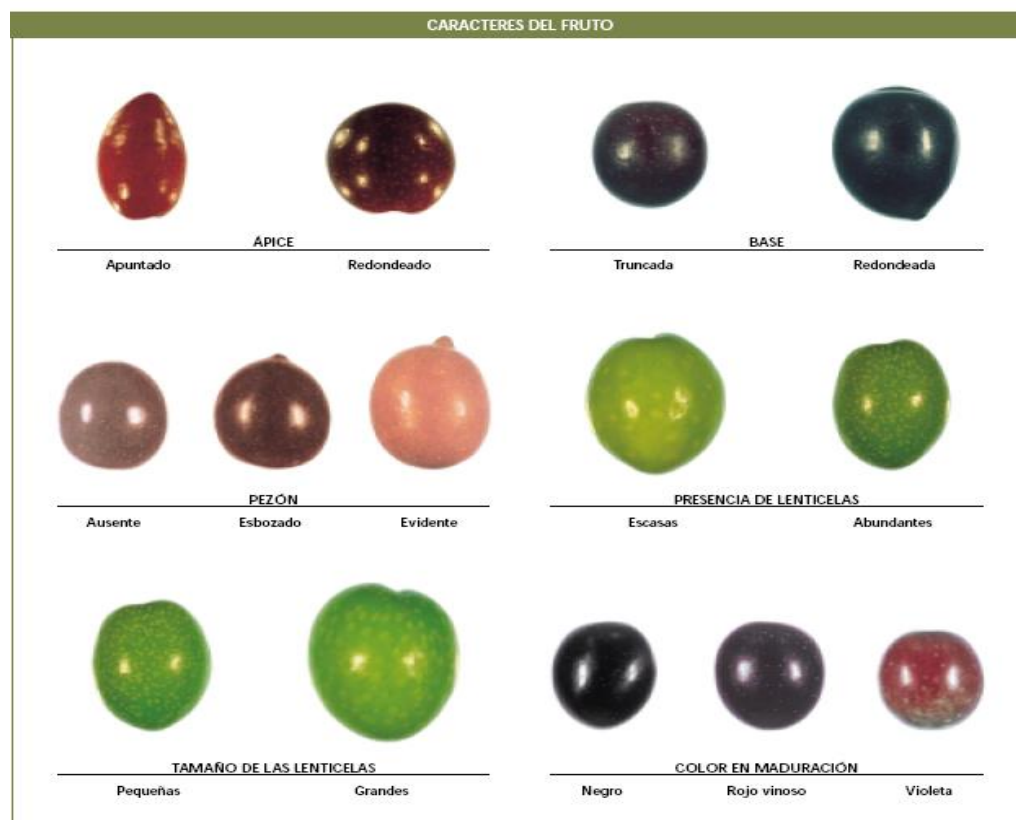 CARACTERES DEL FRUTO
ÁPICE
Apuntado Redondeado
BASE
Truncada Redondeada
PEZÓN
Ausente Esbozado Evidente
PRESENCIA DE LENTICELAS
Escasas Abundantes
TAMAÑO DE LAS LENTICELAS
Pequeñas Grandes
COLOR EN MADURACIÓN
Negro Rojo vinoso Violeta